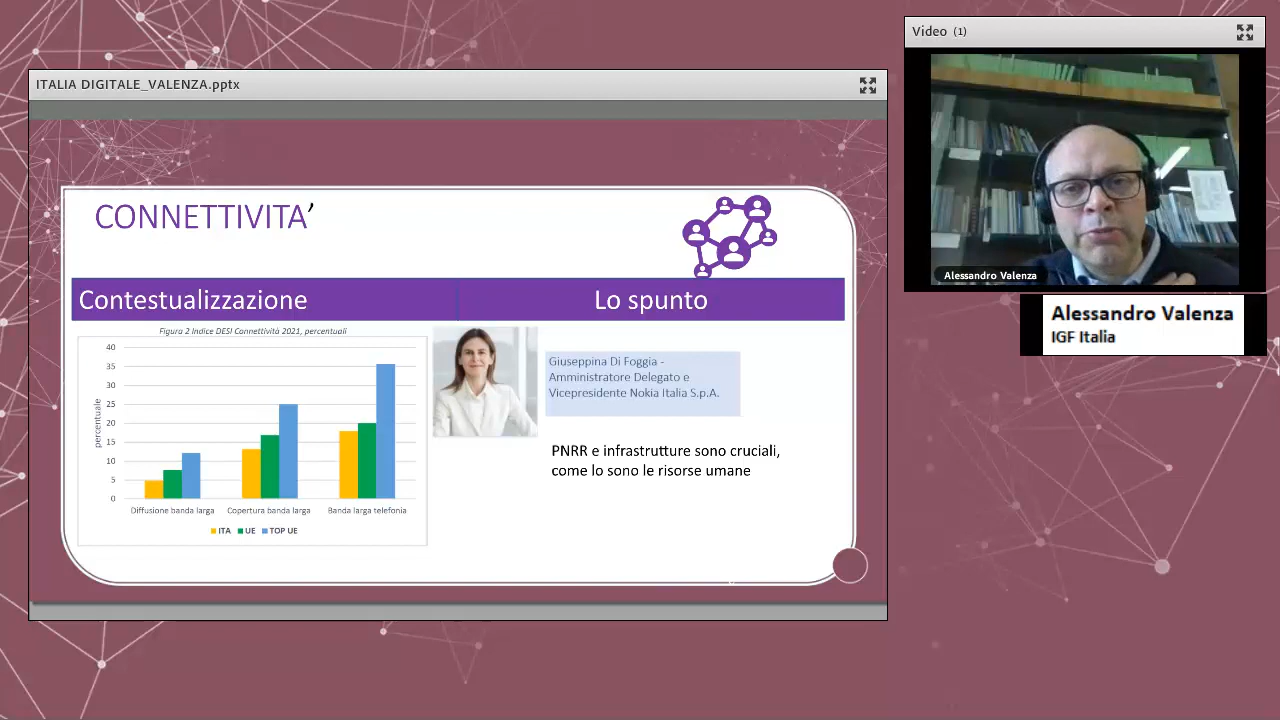 ITALIA DIGITALE_VALENZA.pptx
CONNETTIVITA’
Contestualizzazione
Lo spunto
Figura 2 Indice DESI Connettività 2021, percentuali
percentuale
40
35
30
25
20
15
10
5
0
Diffusione banda larga
Copertura banda larga
Banda larga telefonia
ITA
UE
TOP UE
Giuseppina Di Foggia -
Amministratore Delegato e
Vicepresidente Nokia Italia S.p.A.
PNRR e infrastrutture sono cruciali,
come lo sono le risorse umane
Video (1)
Alessandro Valenza
Alessandro Valenza
IGF Italia